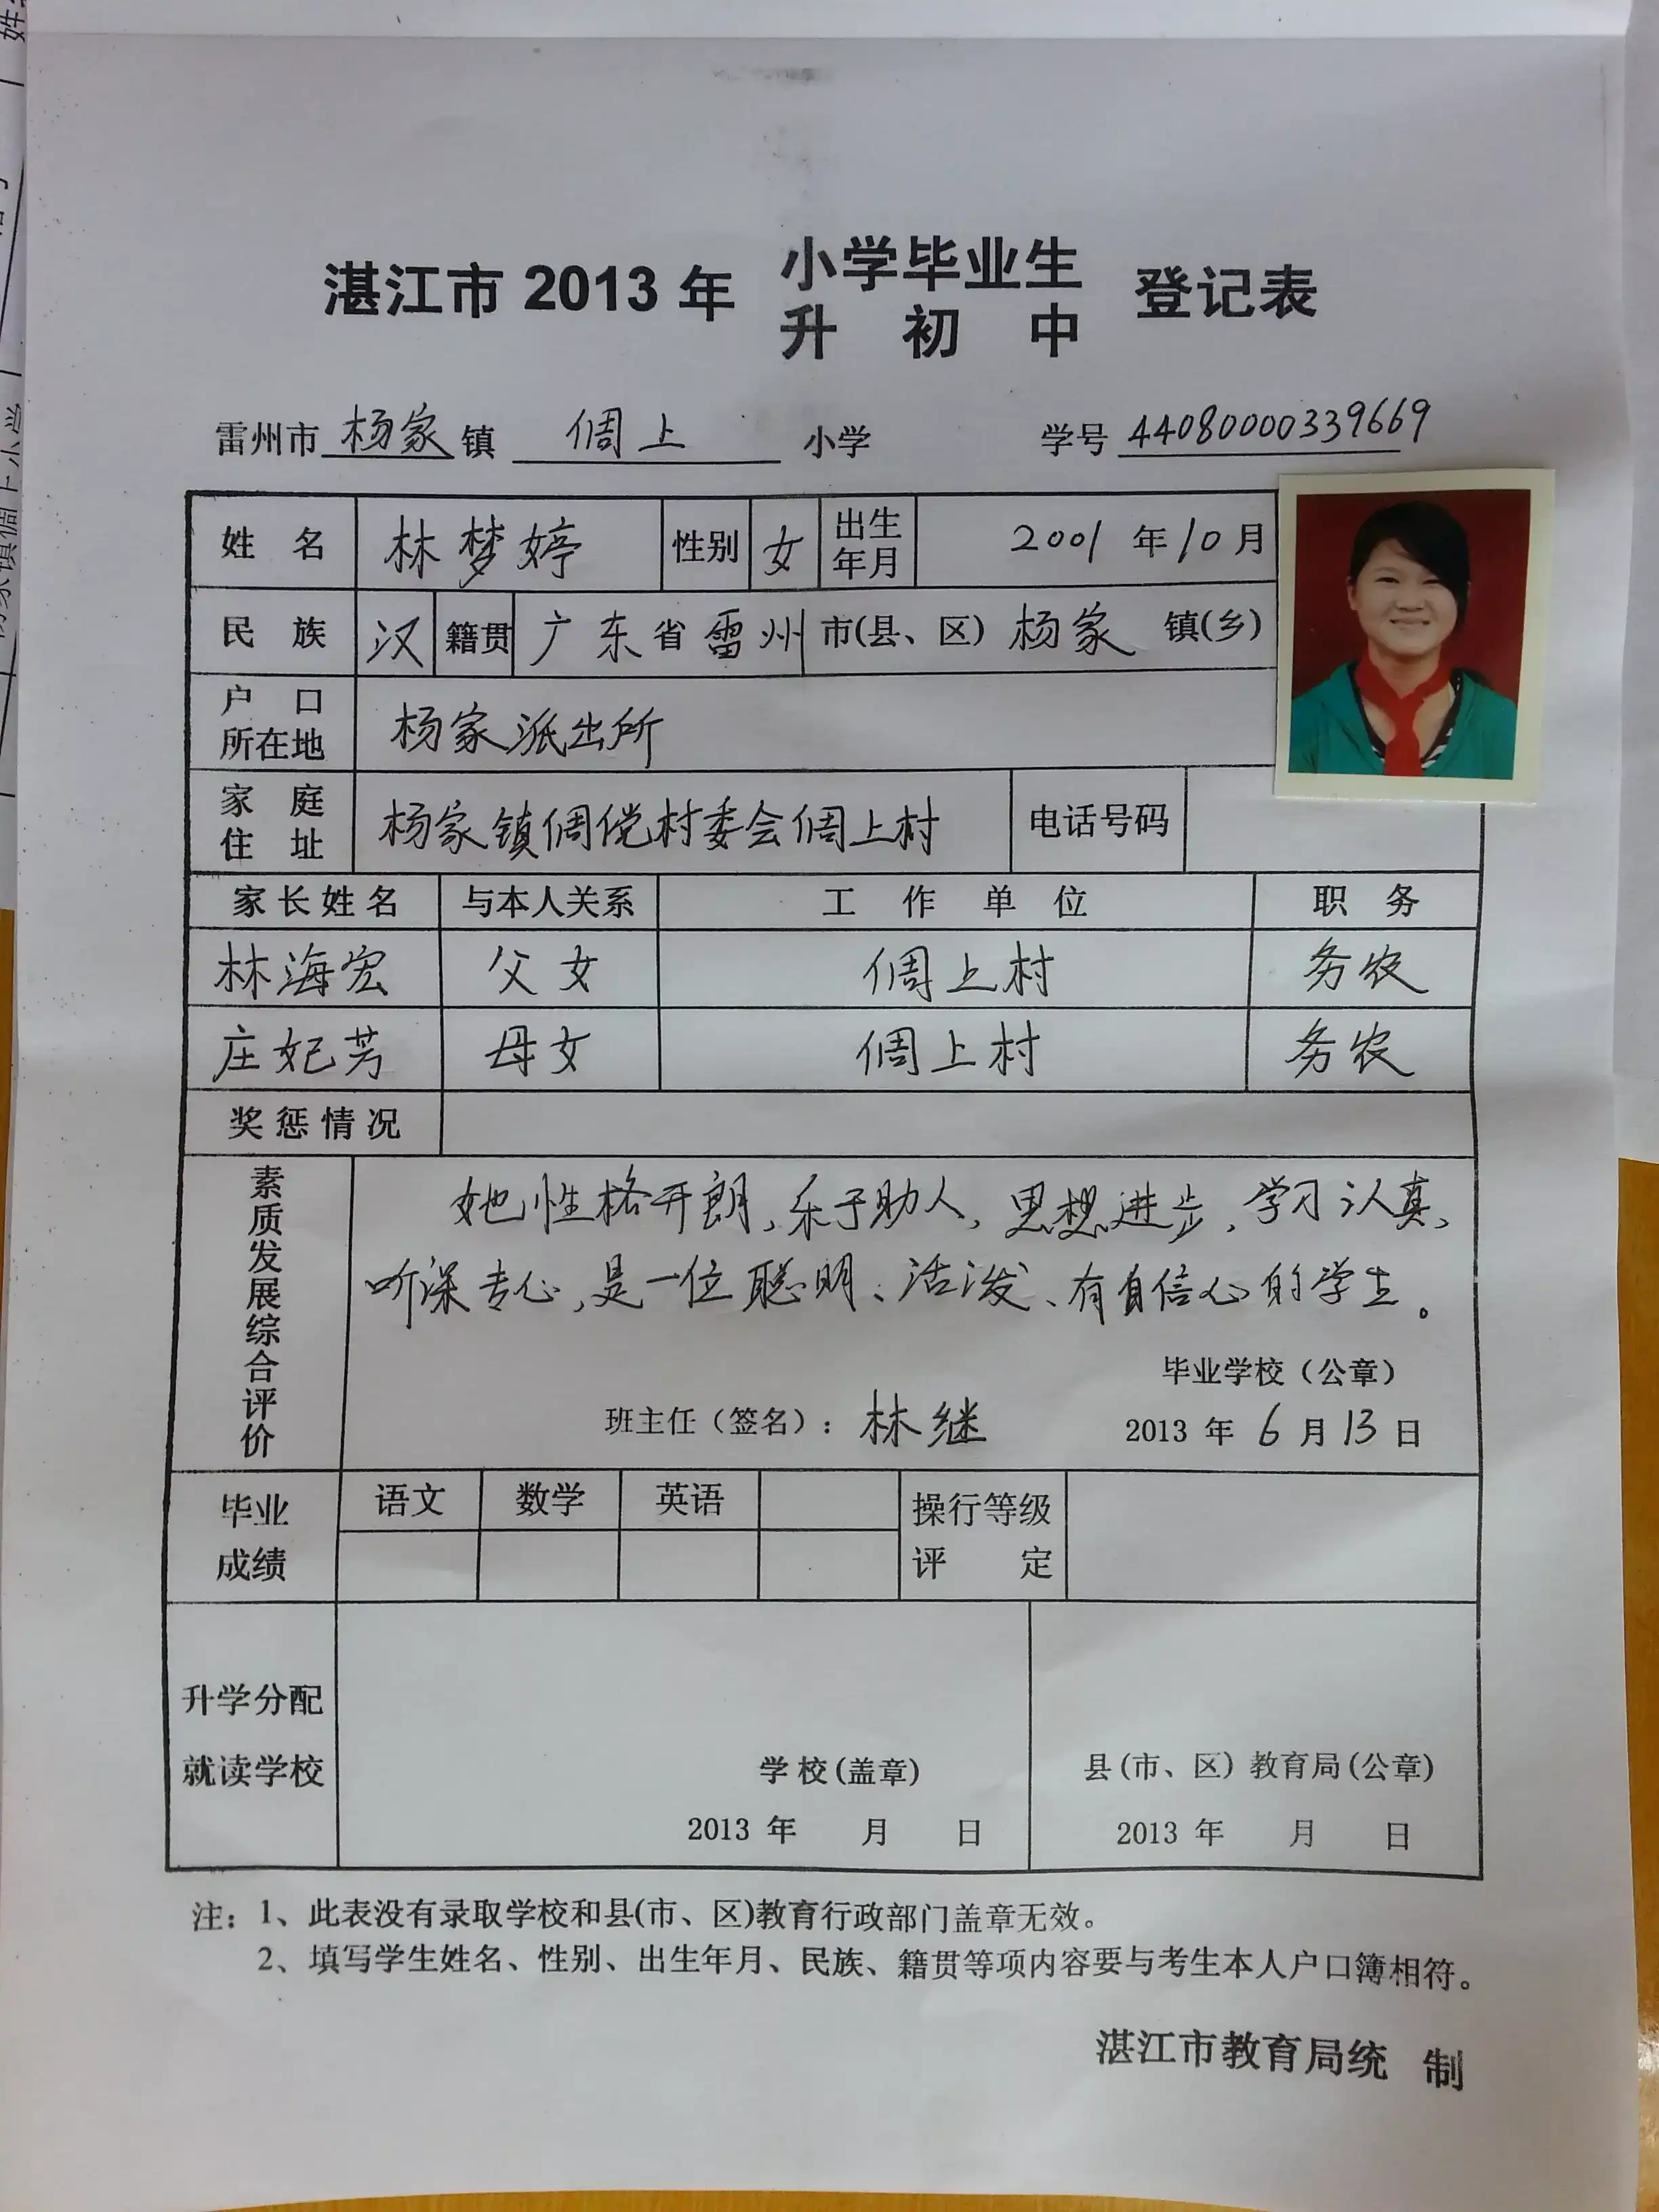 湛江市 2013 年 小学毕业生 登记表
升 初 中
雷州市 杨家 镇 倜上 小学 学号 44080000339669
姓 名 林梦婷 性别 女 出生年月 2001 年 10 月
民 族 汉 籍贯 广东 省 雷州 市(县、区) 杨家 镇(乡)
户 口
所在地 杨家派出所
家 庭
住 址 杨家镇倜傥村委会倜上村 电话号码
家长姓名 与本人关系 工 作 单 位 职 务
林海宏 父女 倜上村 务农
庄妃芳 母女 倜上村 务农
奖惩情况
素质发展综合评价
她性格开朗,乐于助人,思想进步,学习认真,
听课专心,是一位聪明、活泼、有自信心的学生。
毕业学校(公章)
班主任(签名): 林继 2013 年 6 月 13 日
毕业成绩 语文 数学 英语 操行等级
评 定
升学分配
就读学校
学校(盖章) 县(市、区)教育局(公章)
2013 年 月 日 2013 年 月 日
注:1、此表没有录取学校和县(市、区)教育行政部门盖章无效。
2、填写学生姓名、性别、出生年月、民族、籍贯等项内容要与考生本人户口簿相符。
湛江市教育局统 制